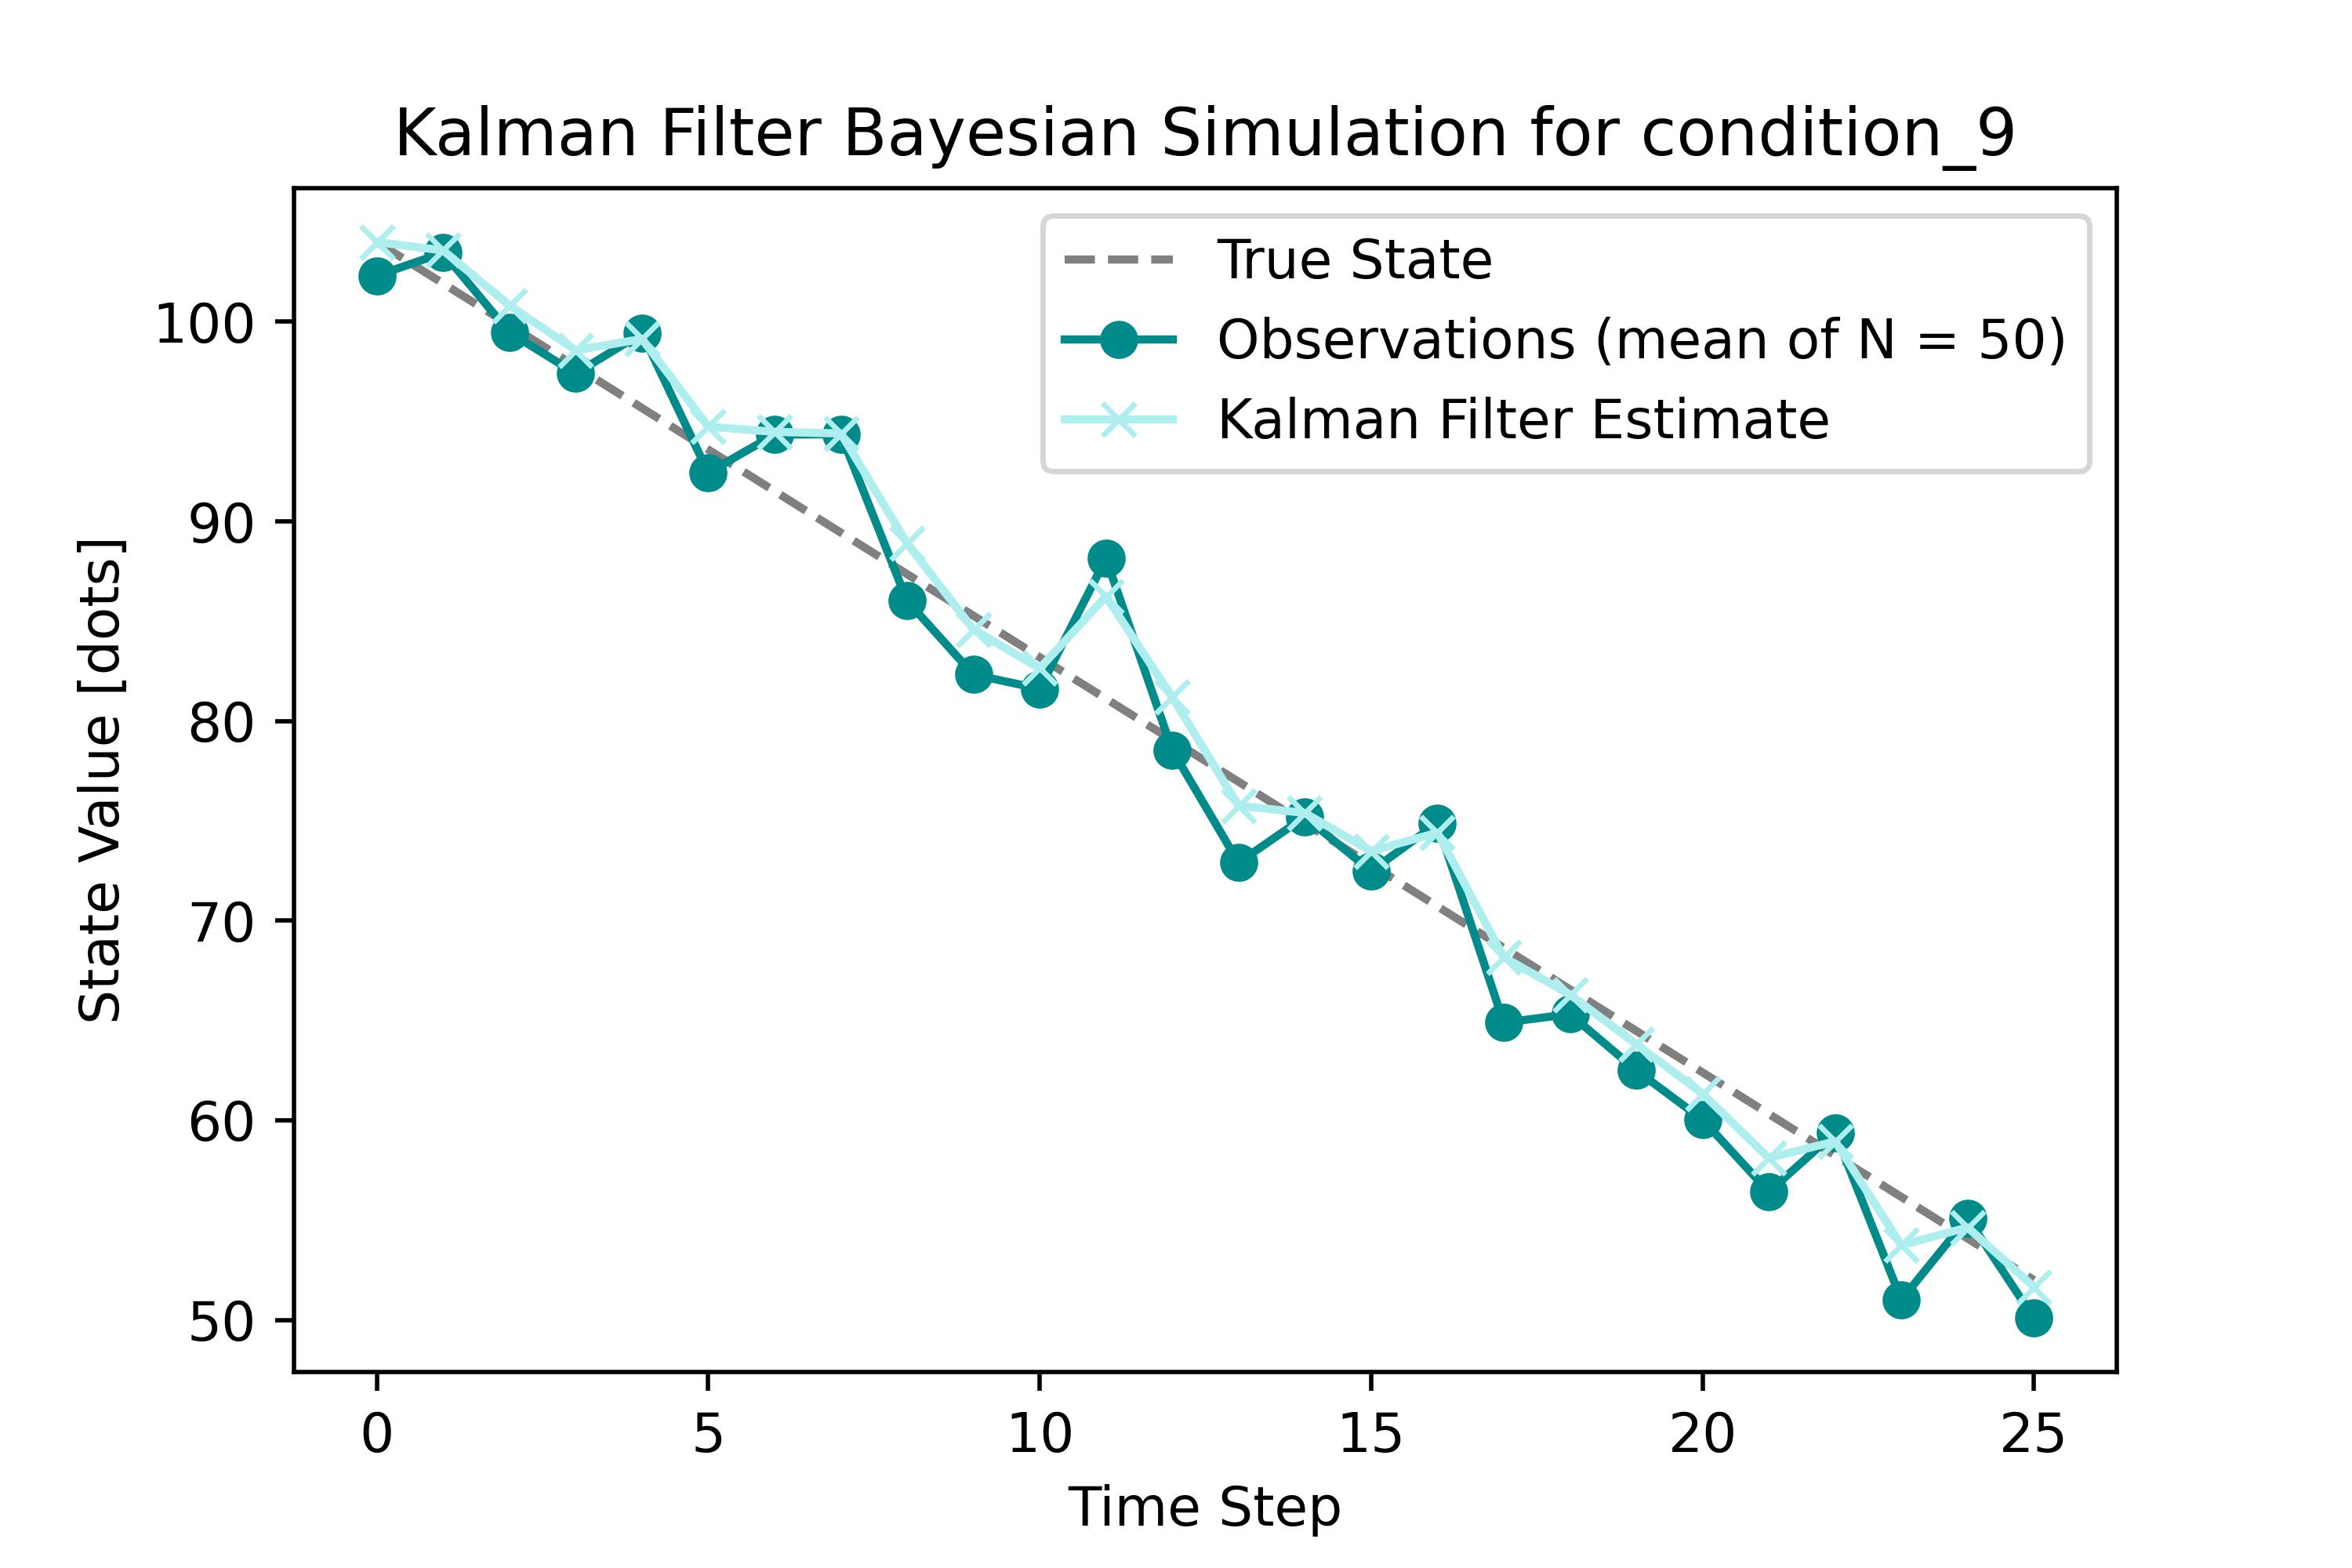 Kalman Filter Bayesian Simulation for condition_9
True State
Observations (mean of N = 50)
Kalman Filter Estimate
State Value [dots]
100
90
80
70
60
50
0 5 10 15 20 25
Time Step